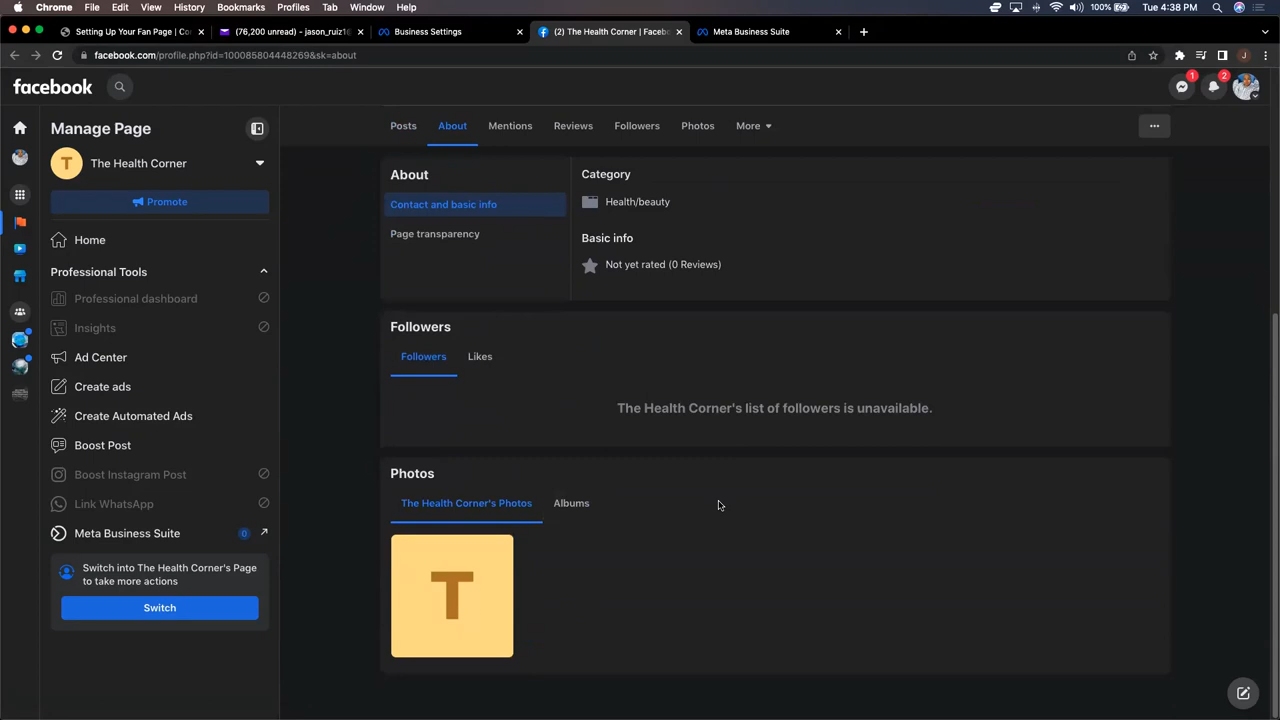 Chrome File Edit View History Bookmarks Profiles Tab Window Help 100% Tue 4:38 PM
Setting Up Your Fan Page | Co (76,200 unread) - jason_ruiz1 Business Settings (2) The Health Corner | Faceb Meta Business Suite
facebook.com/profile.php?id=100085804448269&sk=about
facebook 1 2
Manage Page
T The Health Corner
Promote
Home
Professional Tools
Professional dashboard
Insights
Ad Center
Create ads
Create Automated Ads
Boost Post
Boost Instagram Post
Link WhatsApp
Meta Business Suite 0
Switch into The Health Corner's Page
to take more actions
Switch
Posts About Mentions Reviews Followers Photos More
About
Contact and basic info
Page transparency
Category
Health/beauty
Basic info
Not yet rated (0 Reviews)
Followers
Followers Likes
The Health Corner's list of followers is unavailable.
Photos
The Health Corner's Photos Albums
T